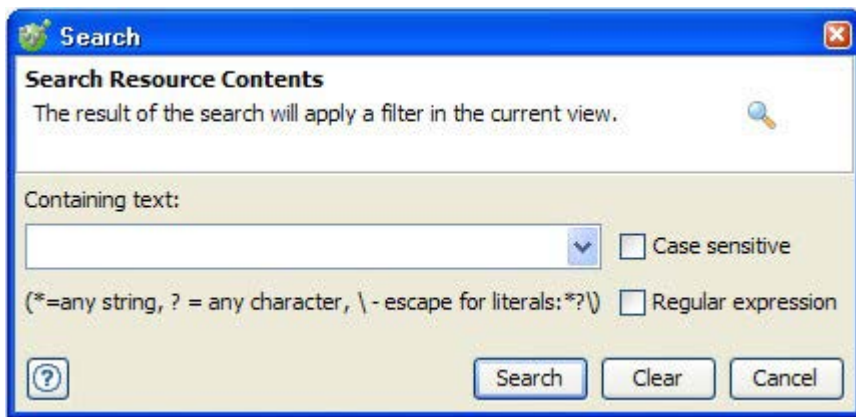 Search
Search Resource Contents
The result of the search will apply a filter in the current view.
Containing text:
Case sensitive
(*=any string, ? = any character, \ - escape for literals:*?\) Regular expression
? Search Clear Cancel